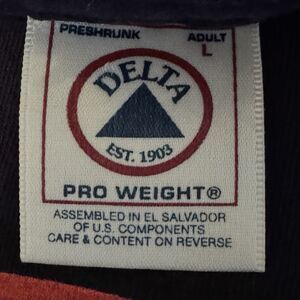 PRESHRUNK ADULT
L
DELTA
EST. 1903
PRO WEIGHT®
ASSEMBLED IN EL SALVADOR
OF U.S. COMPONENTS
CARE & CONTENT ON REVERSE